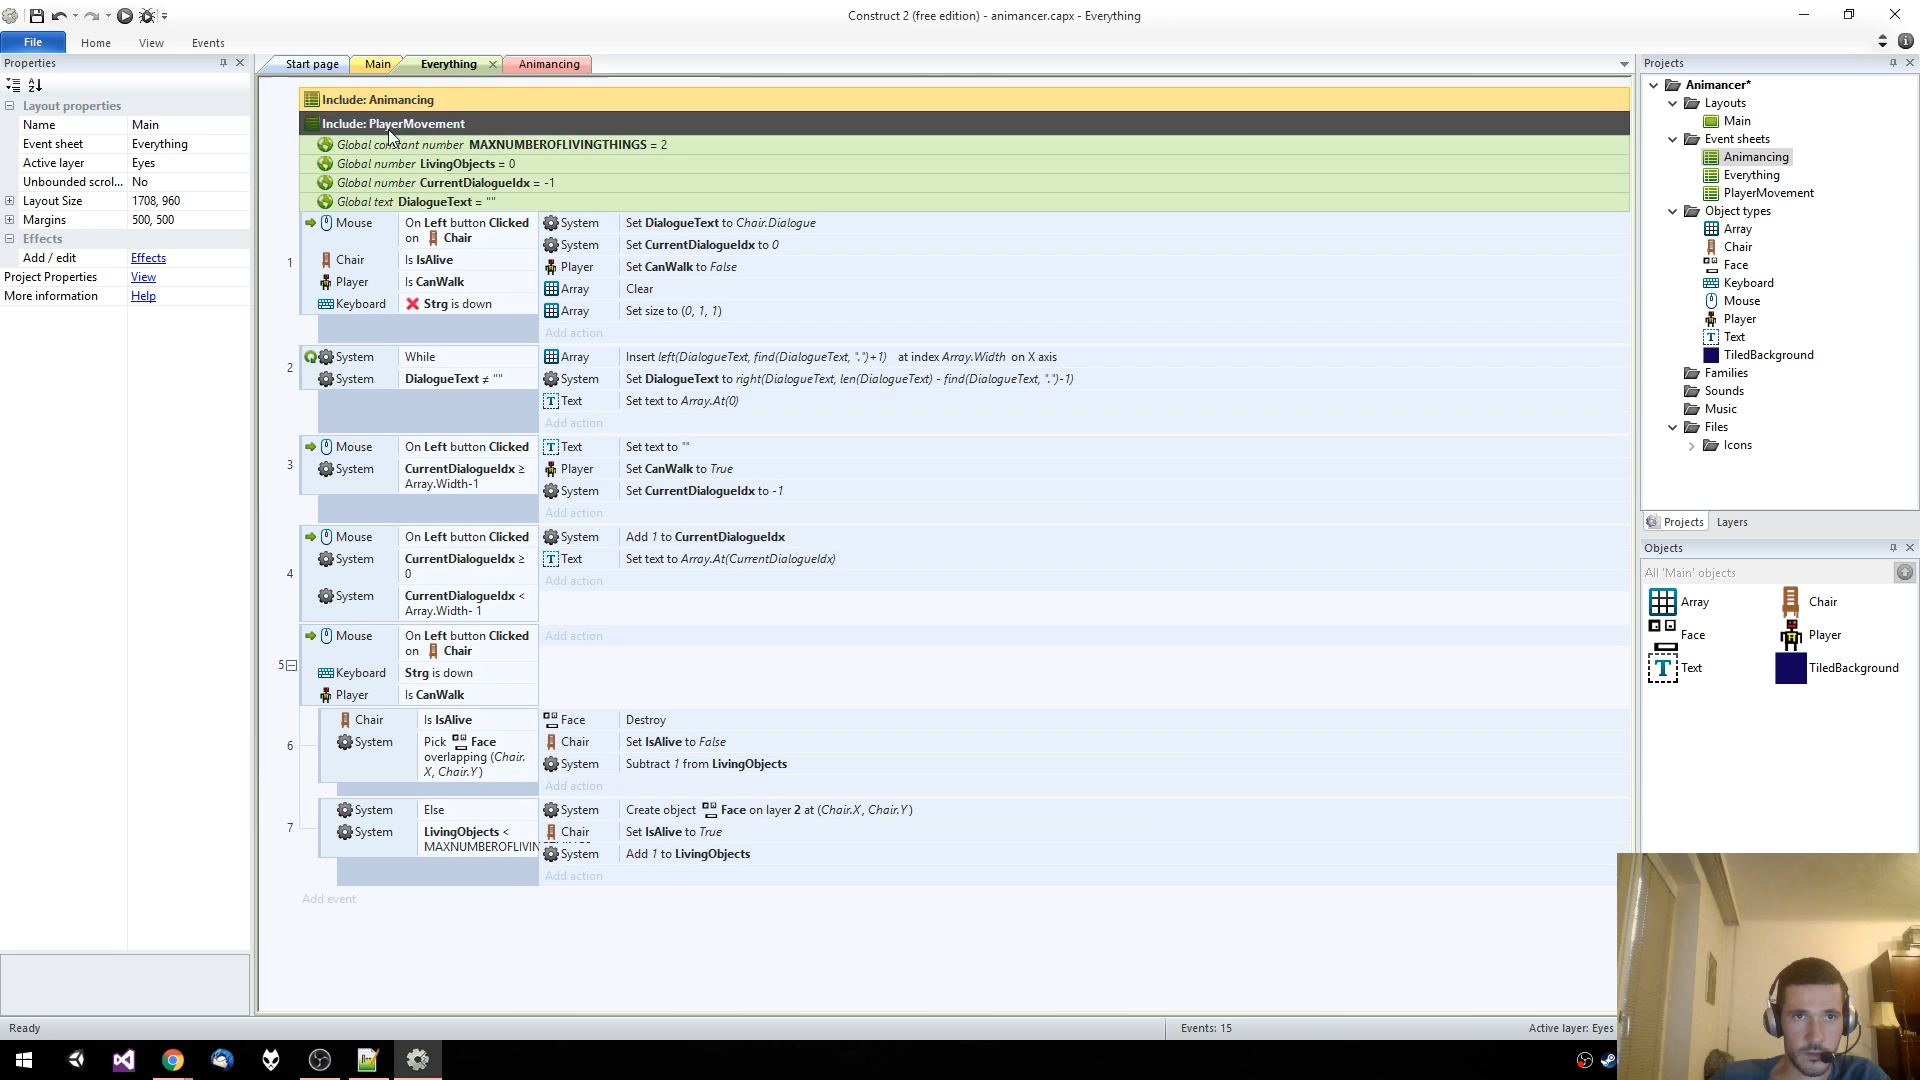 Construct 2 (free edition) - animancer.capx - Everything
File Home View Events
Properties
Layout properties
Name Main
Event sheet Everything
Active layer Eyes
Unbounded scrol... No
Layout Size 1708, 960
Margins 500, 500
Effects
Add / edit Effects
Project Properties View
More information Help
Start page Main Everything Animancing
Include: Animancing
Include: PlayerMovement
Global constant number MAXNUMBEROFLIVINGTHINGS = 2
Global number LivingObjects = 0
Global number CurrentDialogueIdx = -1
Global text DialogueText = ""
1
Mouse On Left button Clicked on Chair
Chair Is IsAlive
Player Is CanWalk
Keyboard Strg is down
System Set DialogueText to Chair.Dialogue
System Set CurrentDialogueIdx to 0
Player Set CanWalk to False
Array Clear
Array Set size to (0, 1, 1)
Add action
2
System While
System DialogueText ≠ ""
Array Insert left(DialogueText, find(DialogueText, ".")+1) at index Array.Width on X axis
System Set DialogueText to right(DialogueText, len(DialogueText) - find(DialogueText, ".")-1)
Text Set text to Array.At(0)
Add action
3
Mouse On Left button Clicked
System CurrentDialogueIdx ≥
Array.Width-1
Text Set text to ""
Player Set CanWalk to True
System Set CurrentDialogueIdx to -1
Add action
4
Mouse On Left button Clicked
System CurrentDialogueIdx ≥
0
System CurrentDialogueIdx <
Array.Width- 1
System Add 1 to CurrentDialogueIdx
Text Set text to Array.At(CurrentDialogueIdx)
Add action
5
Mouse On Left button Clicked
on Chair
Keyboard Strg is down
Player Is CanWalk
Add action
6
Chair Is IsAlive
System Pick Face
overlapping (Chair.
X, Chair.Y)
Face Destroy
Chair Set IsAlive to False
System Subtract 1 from LivingObjects
Add action
7
System Else
System LivingObjects <
MAXNUMBEROFLIVIN
System Create object Face on layer 2 at (Chair.X, Chair.Y)
Chair Set IsAlive to True
System Add 1 to LivingObjects
Add action
Add event
Projects
Animancer*
Layouts
Main
Event sheets
Animancing
Everything
PlayerMovement
Object types
Array
Chair
Face
Keyboard
Mouse
Player
Text
TiledBackground
Families
Sounds
Music
Files
Icons
Projects Layers
Objects
All 'Main' objects
Array Chair
Face Player
Text TiledBackground
Ready Events: 15 Active layer: Eyes